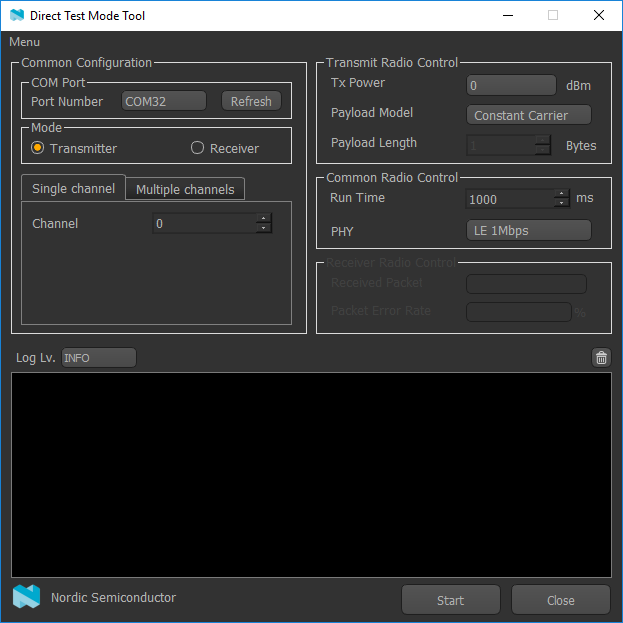 Direct Test Mode Tool
Menu
Common Configuration
COM Port
Port Number COM32 Refresh
Mode
Transmitter Receiver
Single channel Multiple channels
Channel 0
Transmit Radio Control
Tx Power 0 dBm
Payload Model Constant Carrier
Payload Length 1 Bytes
Common Radio Control
Run Time 1000 ms
PHY LE 1Mbps
Receiver Radio Control
Received Packet
Packet Error Rate %
Log Lv. INFO
Nordic Semiconductor
Start Close